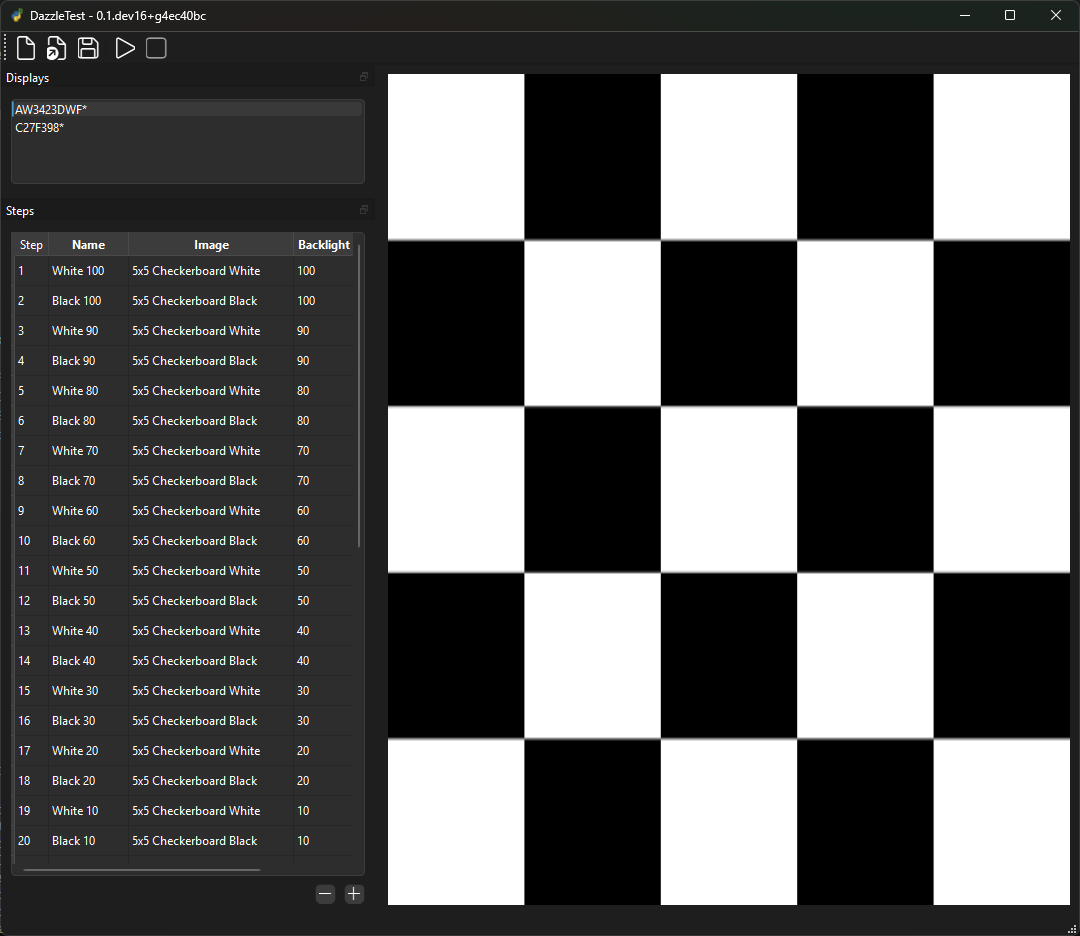 DazzleTest - 0.1.dev16+g4ec40bc
Displays
AW3423DWF*
C27F398*
Steps
Step Name Image Backlight
1 White 100 5x5 Checkerboard White 100
2 Black 100 5x5 Checkerboard Black 100
3 White 90 5x5 Checkerboard White 90
4 Black 90 5x5 Checkerboard Black 90
5 White 80 5x5 Checkerboard White 80
6 Black 80 5x5 Checkerboard Black 80
7 White 70 5x5 Checkerboard White 70
8 Black 70 5x5 Checkerboard Black 70
9 White 60 5x5 Checkerboard White 60
10 Black 60 5x5 Checkerboard Black 60
11 White 50 5x5 Checkerboard White 50
12 Black 50 5x5 Checkerboard Black 50
13 White 40 5x5 Checkerboard White 40
14 Black 40 5x5 Checkerboard Black 40
15 White 30 5x5 Checkerboard White 30
16 Black 30 5x5 Checkerboard Black 30
17 White 20 5x5 Checkerboard White 20
18 Black 20 5x5 Checkerboard Black 20
19 White 10 5x5 Checkerboard White 10
20 Black 10 5x5 Checkerboard Black 10